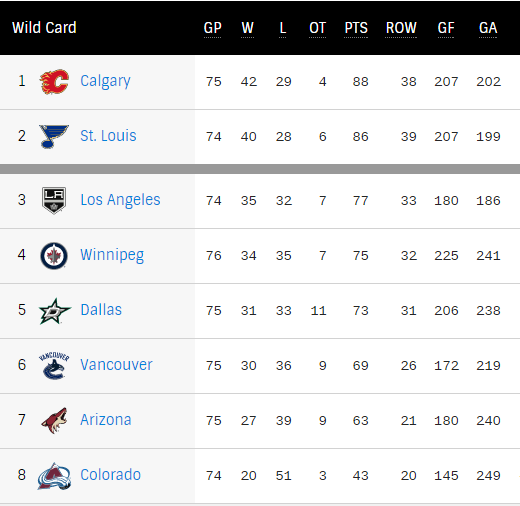 Wild Card GP W L OT PTS ROW GF GA
1 Calgary 75 42 29 4 88 38 207 202
2 St. Louis 74 40 28 6 86 39 207 199
3 LA Los Angeles 74 35 32 7 77 33 180 186
4 Winnipeg 76 34 35 7 75 32 225 241
5 Dallas 75 31 33 11 73 31 206 238
6 VANCOUVER Vancouver 75 30 36 9 69 26 172 219
7 Arizona 75 27 39 9 63 21 180 240
8 Colorado 74 20 51 3 43 20 145 249